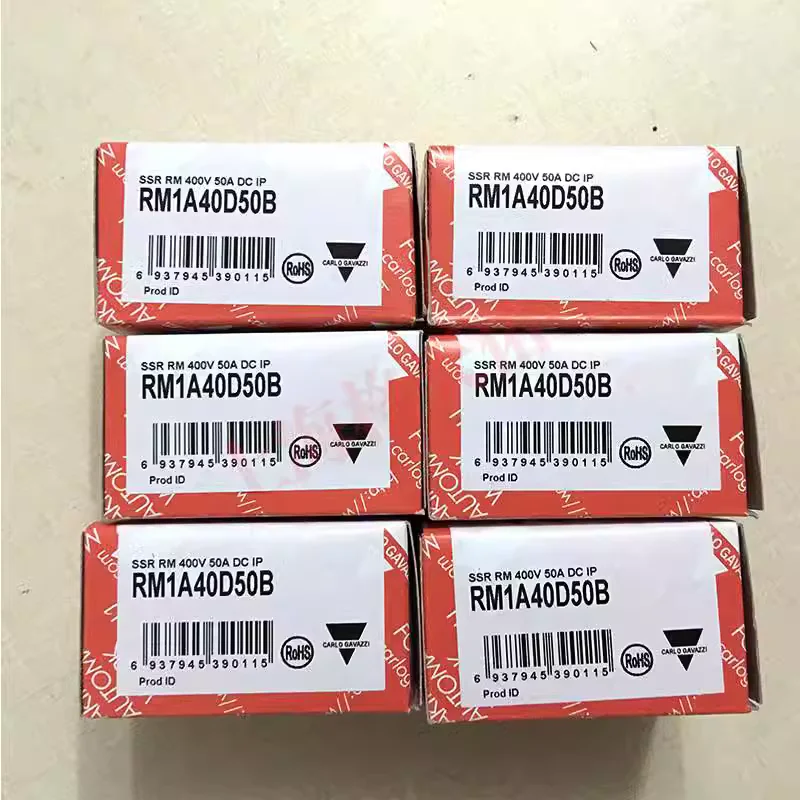 SSR RM 400V 50A DC IP
RM1A40D50B
6 937945 390115
RoHS
CARLO GAVAZZI
Prod ID
SSR RM 400V 50A DC IP
RM1A40D50B
6 937945 390115
RoHS
CARLO GAVAZZI
Prod ID
SSR RM 400V 50A DC IP
RM1A40D50B
6 937945 390115
RoHS
CARLO GAVAZZI
Prod ID
SSR RM 400V 50A DC IP
RM1A40D50B
6 937945 390115
RoHS
CARLO GAVAZZI
Prod ID
SSR RM 400V 50A DC IP
RM1A40D50B
6 937945 390115
RoHS
CARLO GAVAZZI
Prod ID
SSR RM 400V 50A DC IP
RM1A40D50B
6 937945 390115
RoHS
CARLO GAVAZZI
Prod ID